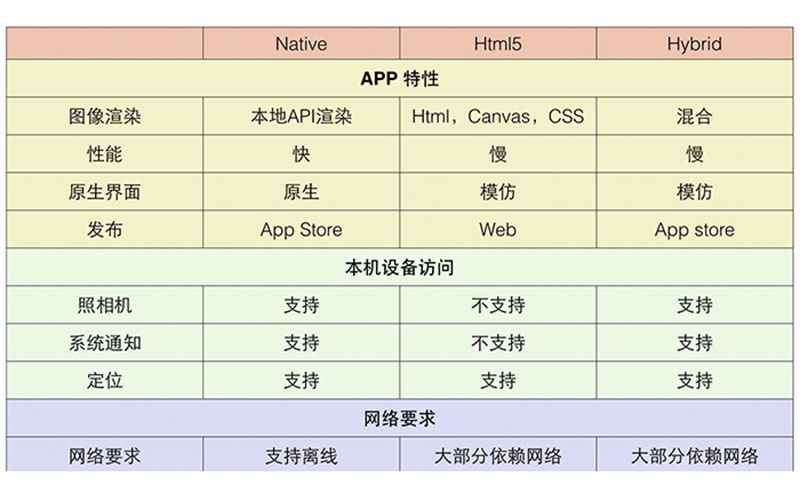 Native Html5 Hybrid
APP 特性
图像渲染 本地API渲染 Html，Canvas，CSS 混合
性能 快 慢 慢
原生界面 原生 模仿 模仿
发布 App Store Web App store
本机设备访问
照相机 支持 不支持 支持
系统通知 支持 不支持 支持
定位 支持 支持 支持
网络要求
网络要求 支持离线 大部分依赖网络 大部分依赖网络